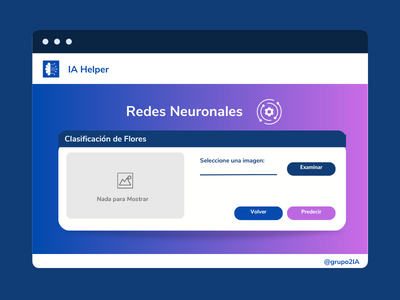 IA Helper
Redes Neuronales
Clasificación de Flores
Seleccione una imagen:
Examinar
Nada para Mostrar
Volver
Predecir
@grupo2IA